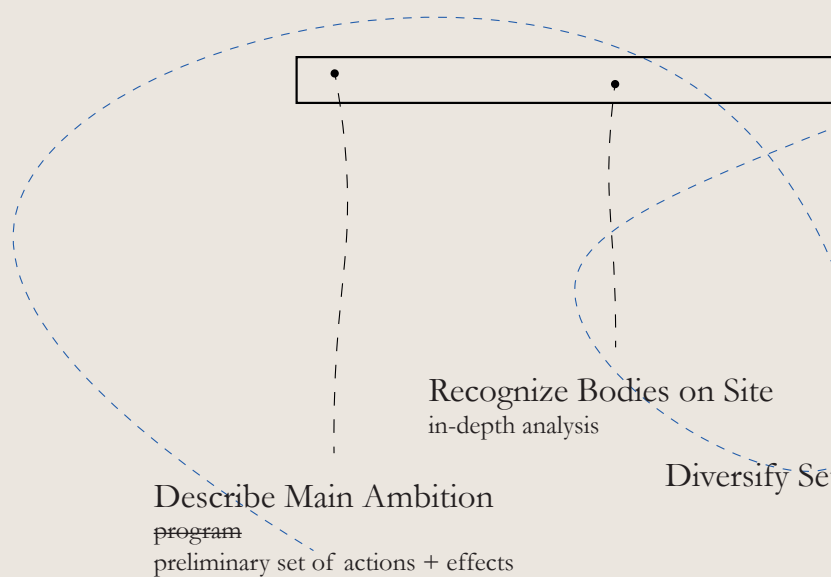 Recognize Bodies on Site
in-depth analysis
Diversify
Describe Main Ambition
program
preliminary set of actions + effects